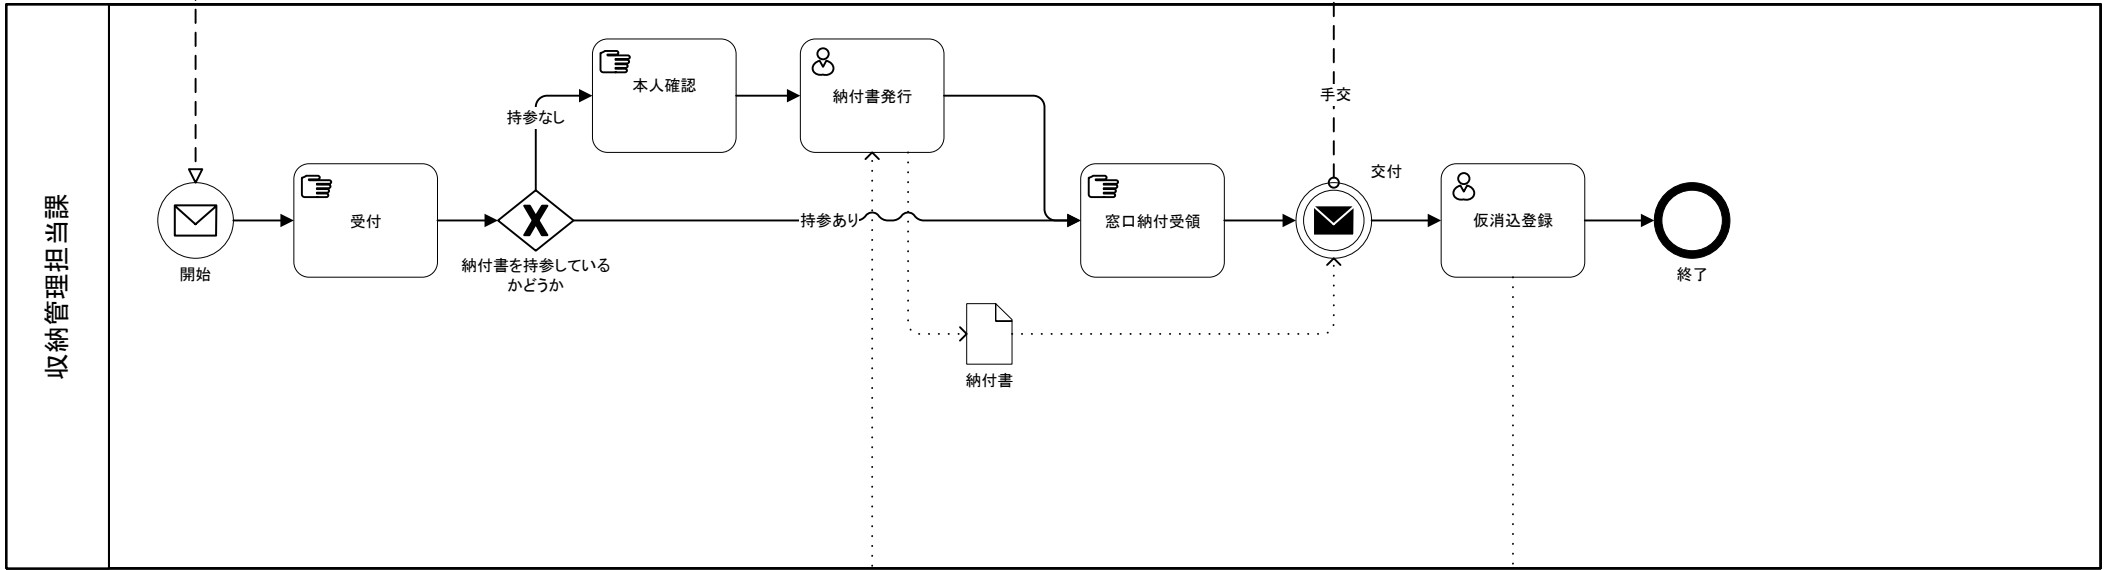 収納管理担当課
開始
受付
納付書を持参している
かどうか
持参なし
本人確認
納付書発行
持参あり
納付書
窓口納付受領
手交
交付
仮消込登録
終了